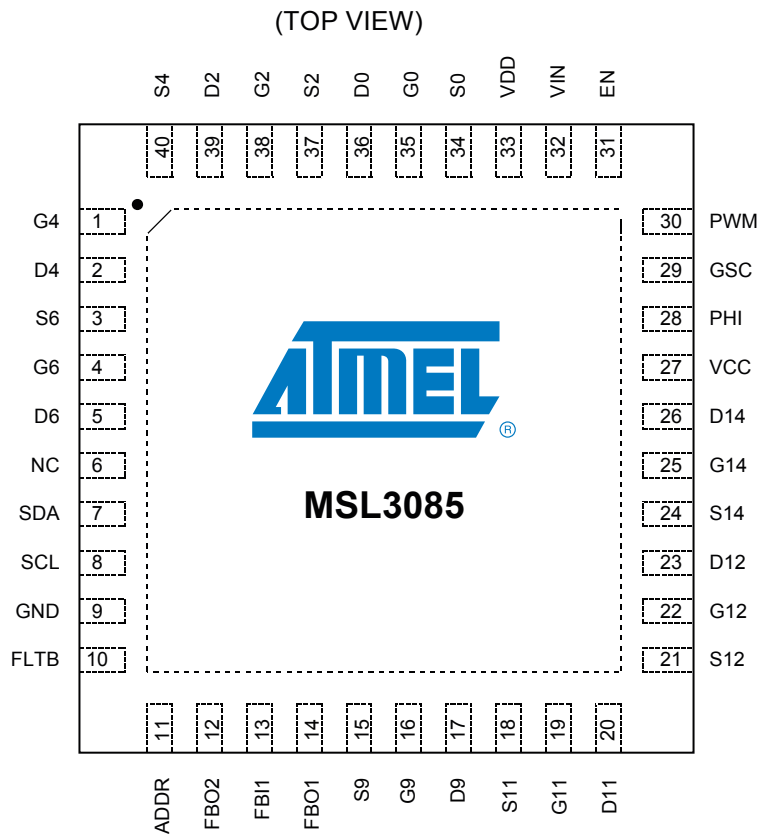 (TOP VIEW)
S4 D2 G2 S2 D0 G0 S0 VDD VIN EN
40 39 38 37 36 35 34 33 32 31
G4 1 30 PWM
D4 2 29 GSC
S6 3 28 PHI
G6 4 27 VCC
D6 5 26 D14
NC 6 25 G14
SDA 7 24 S14
SCL 8 23 D12
GND 9 22 G12
FLTB 10 21 S12
ATMEL ®
MSL3085
11 12 13 14 15 16 17 18 19 20
ADDR FBO2 FBI1 FBO1 S9 G9 D9 S11 G11 D11